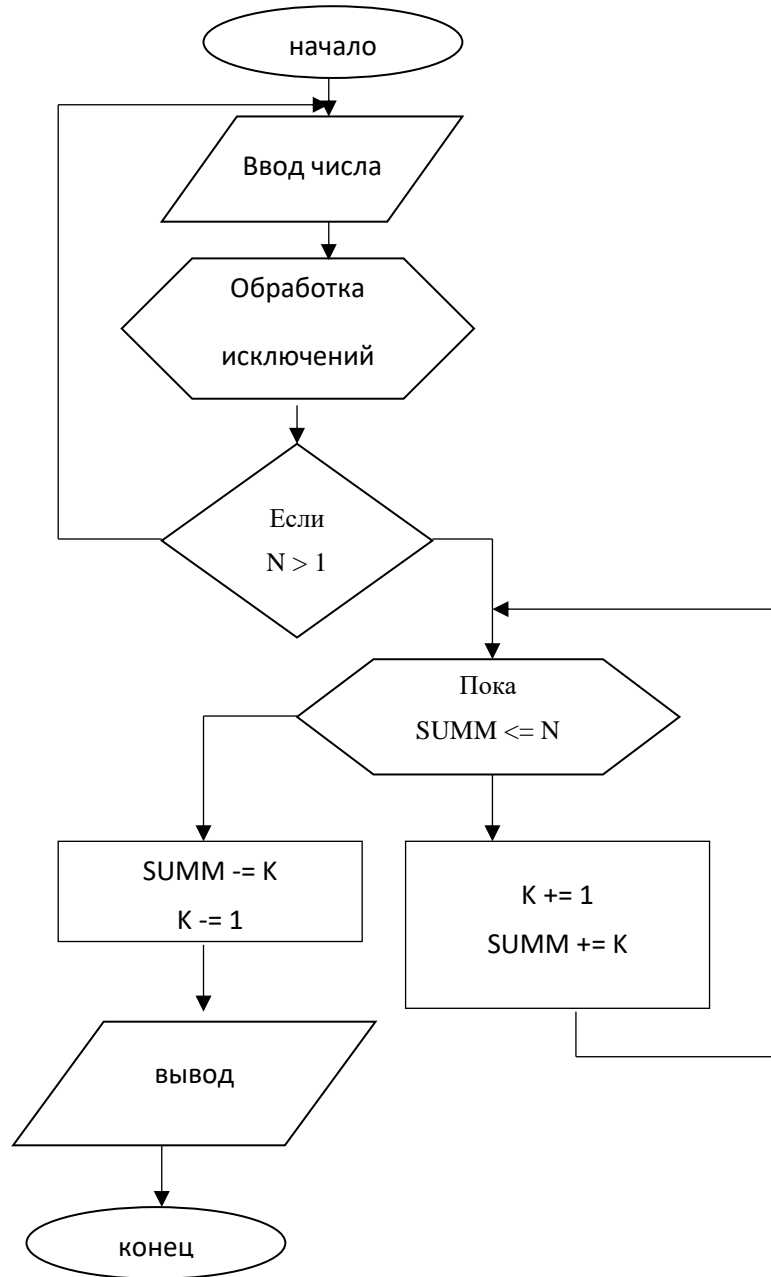 начало
Ввод числа
Обработка
исключений
Если
N > 1
Пока
SUMM <= N
SUMM -= K
K -= 1
K += 1
SUMM += K
вывод
конец